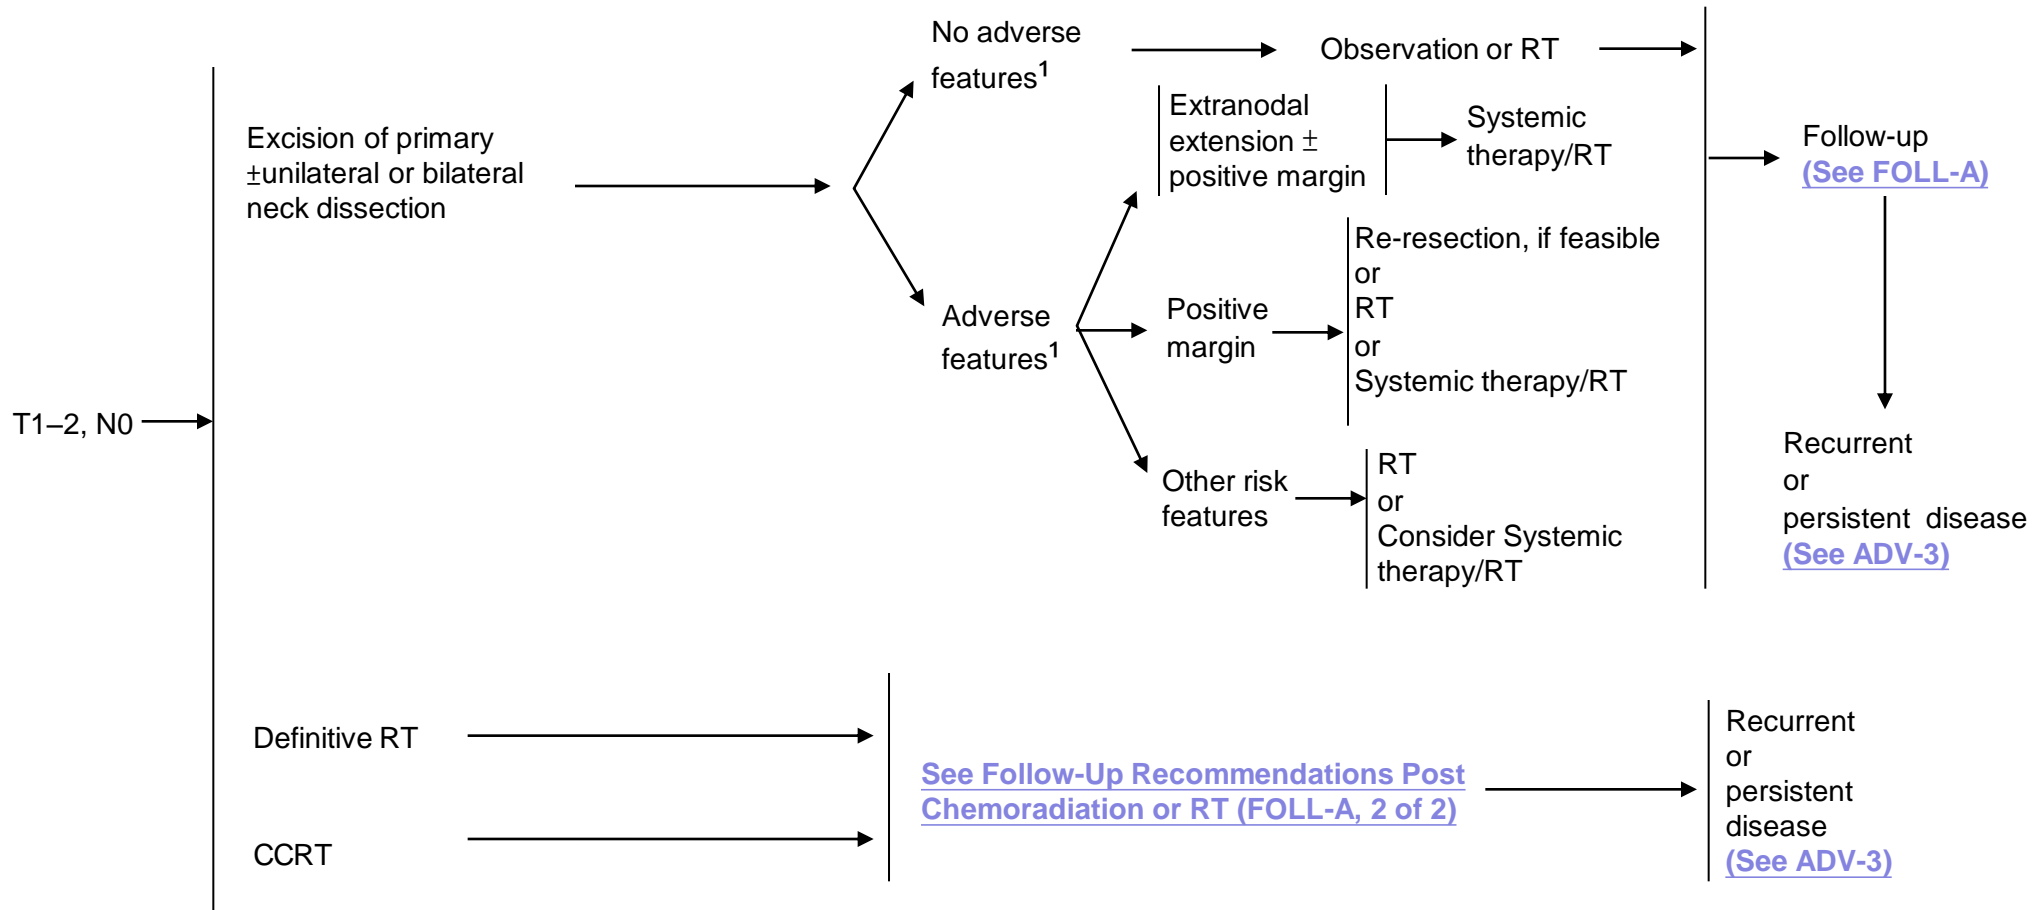 T1–2, N0
Excision of primary
±unilateral or bilateral
neck dissection
No adverse
features¹
Observation or RT
Adverse
features¹
Extranodal
extension ±
positive margin
Systemic
therapy/RT
Positive
margin
Re-resection, if feasible
or
RT
or
Systemic therapy/RT
Other risk
features
RT
or
Consider Systemic
therapy/RT
Follow-up
(See FOLL-A)
Recurrent
or
persistent disease
(See ADV-3)
Definitive RT
CCRT
See Follow-Up Recommendations Post
Chemoradiation or RT (FOLL-A, 2 of 2)
Recurrent
or
persistent
disease
(See ADV-3)